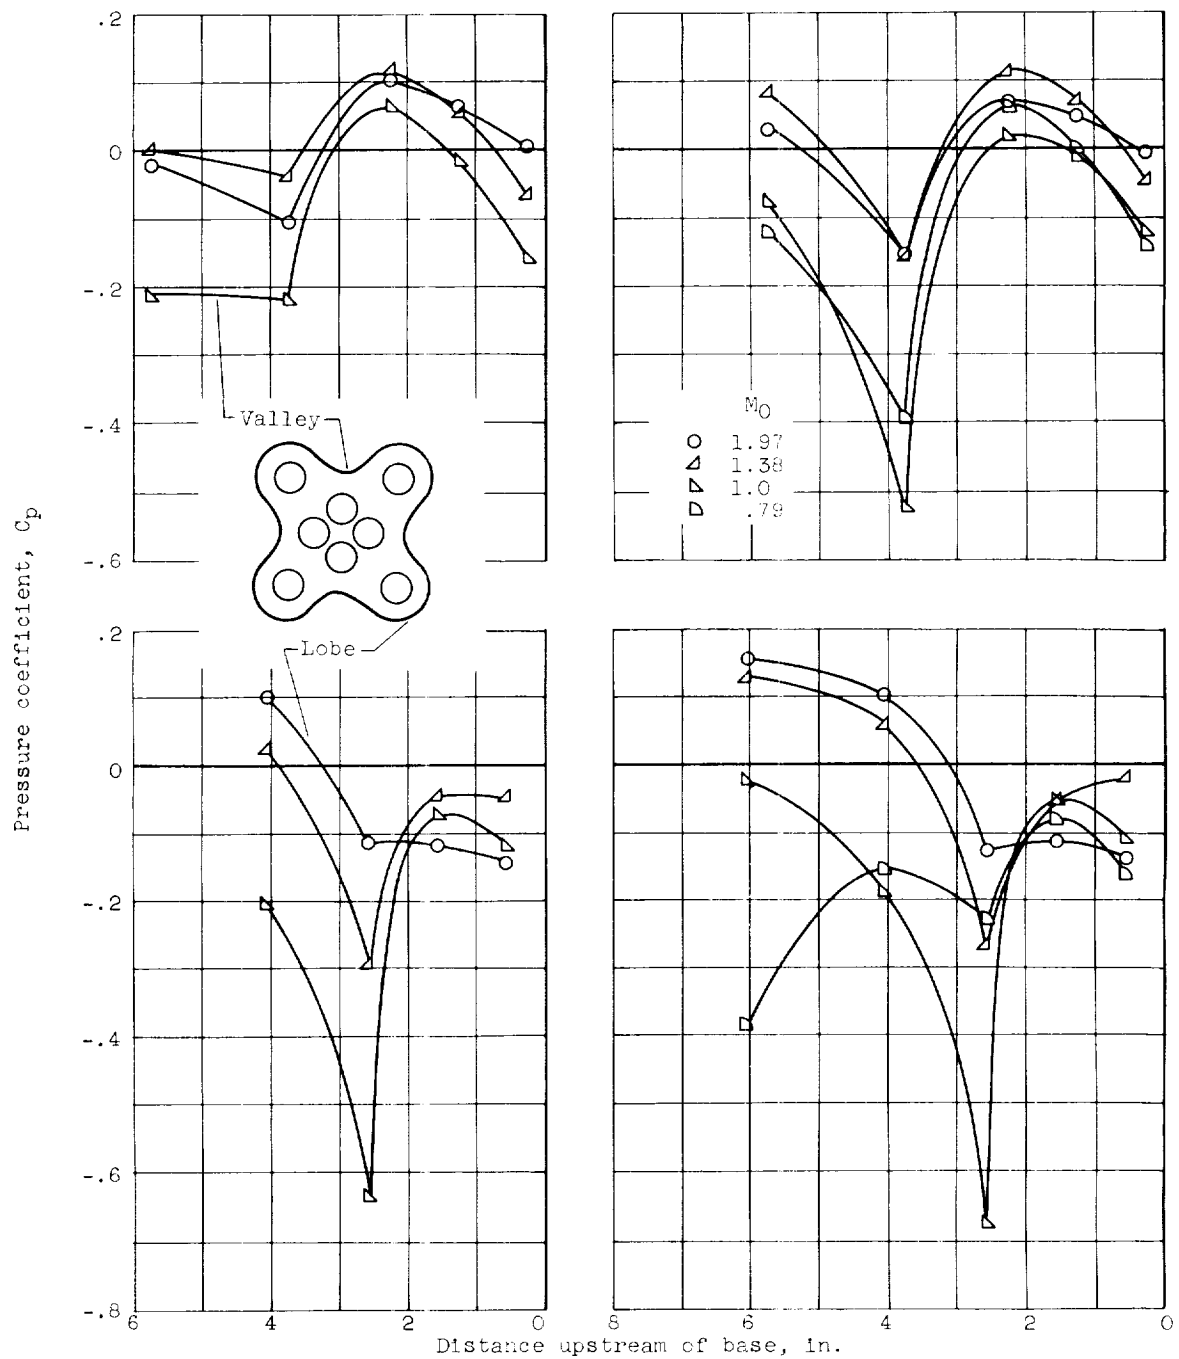 .2
0
-.2
-.4
-.6
Valley
M0
1.97
1.38
1.0
.79
Pressure coefficient, Cp
.2
0
-.2
-.4
-.6
-.8
Lobe
6 4 2 0
8 6 4 2 0
Distance upstream of base, in.